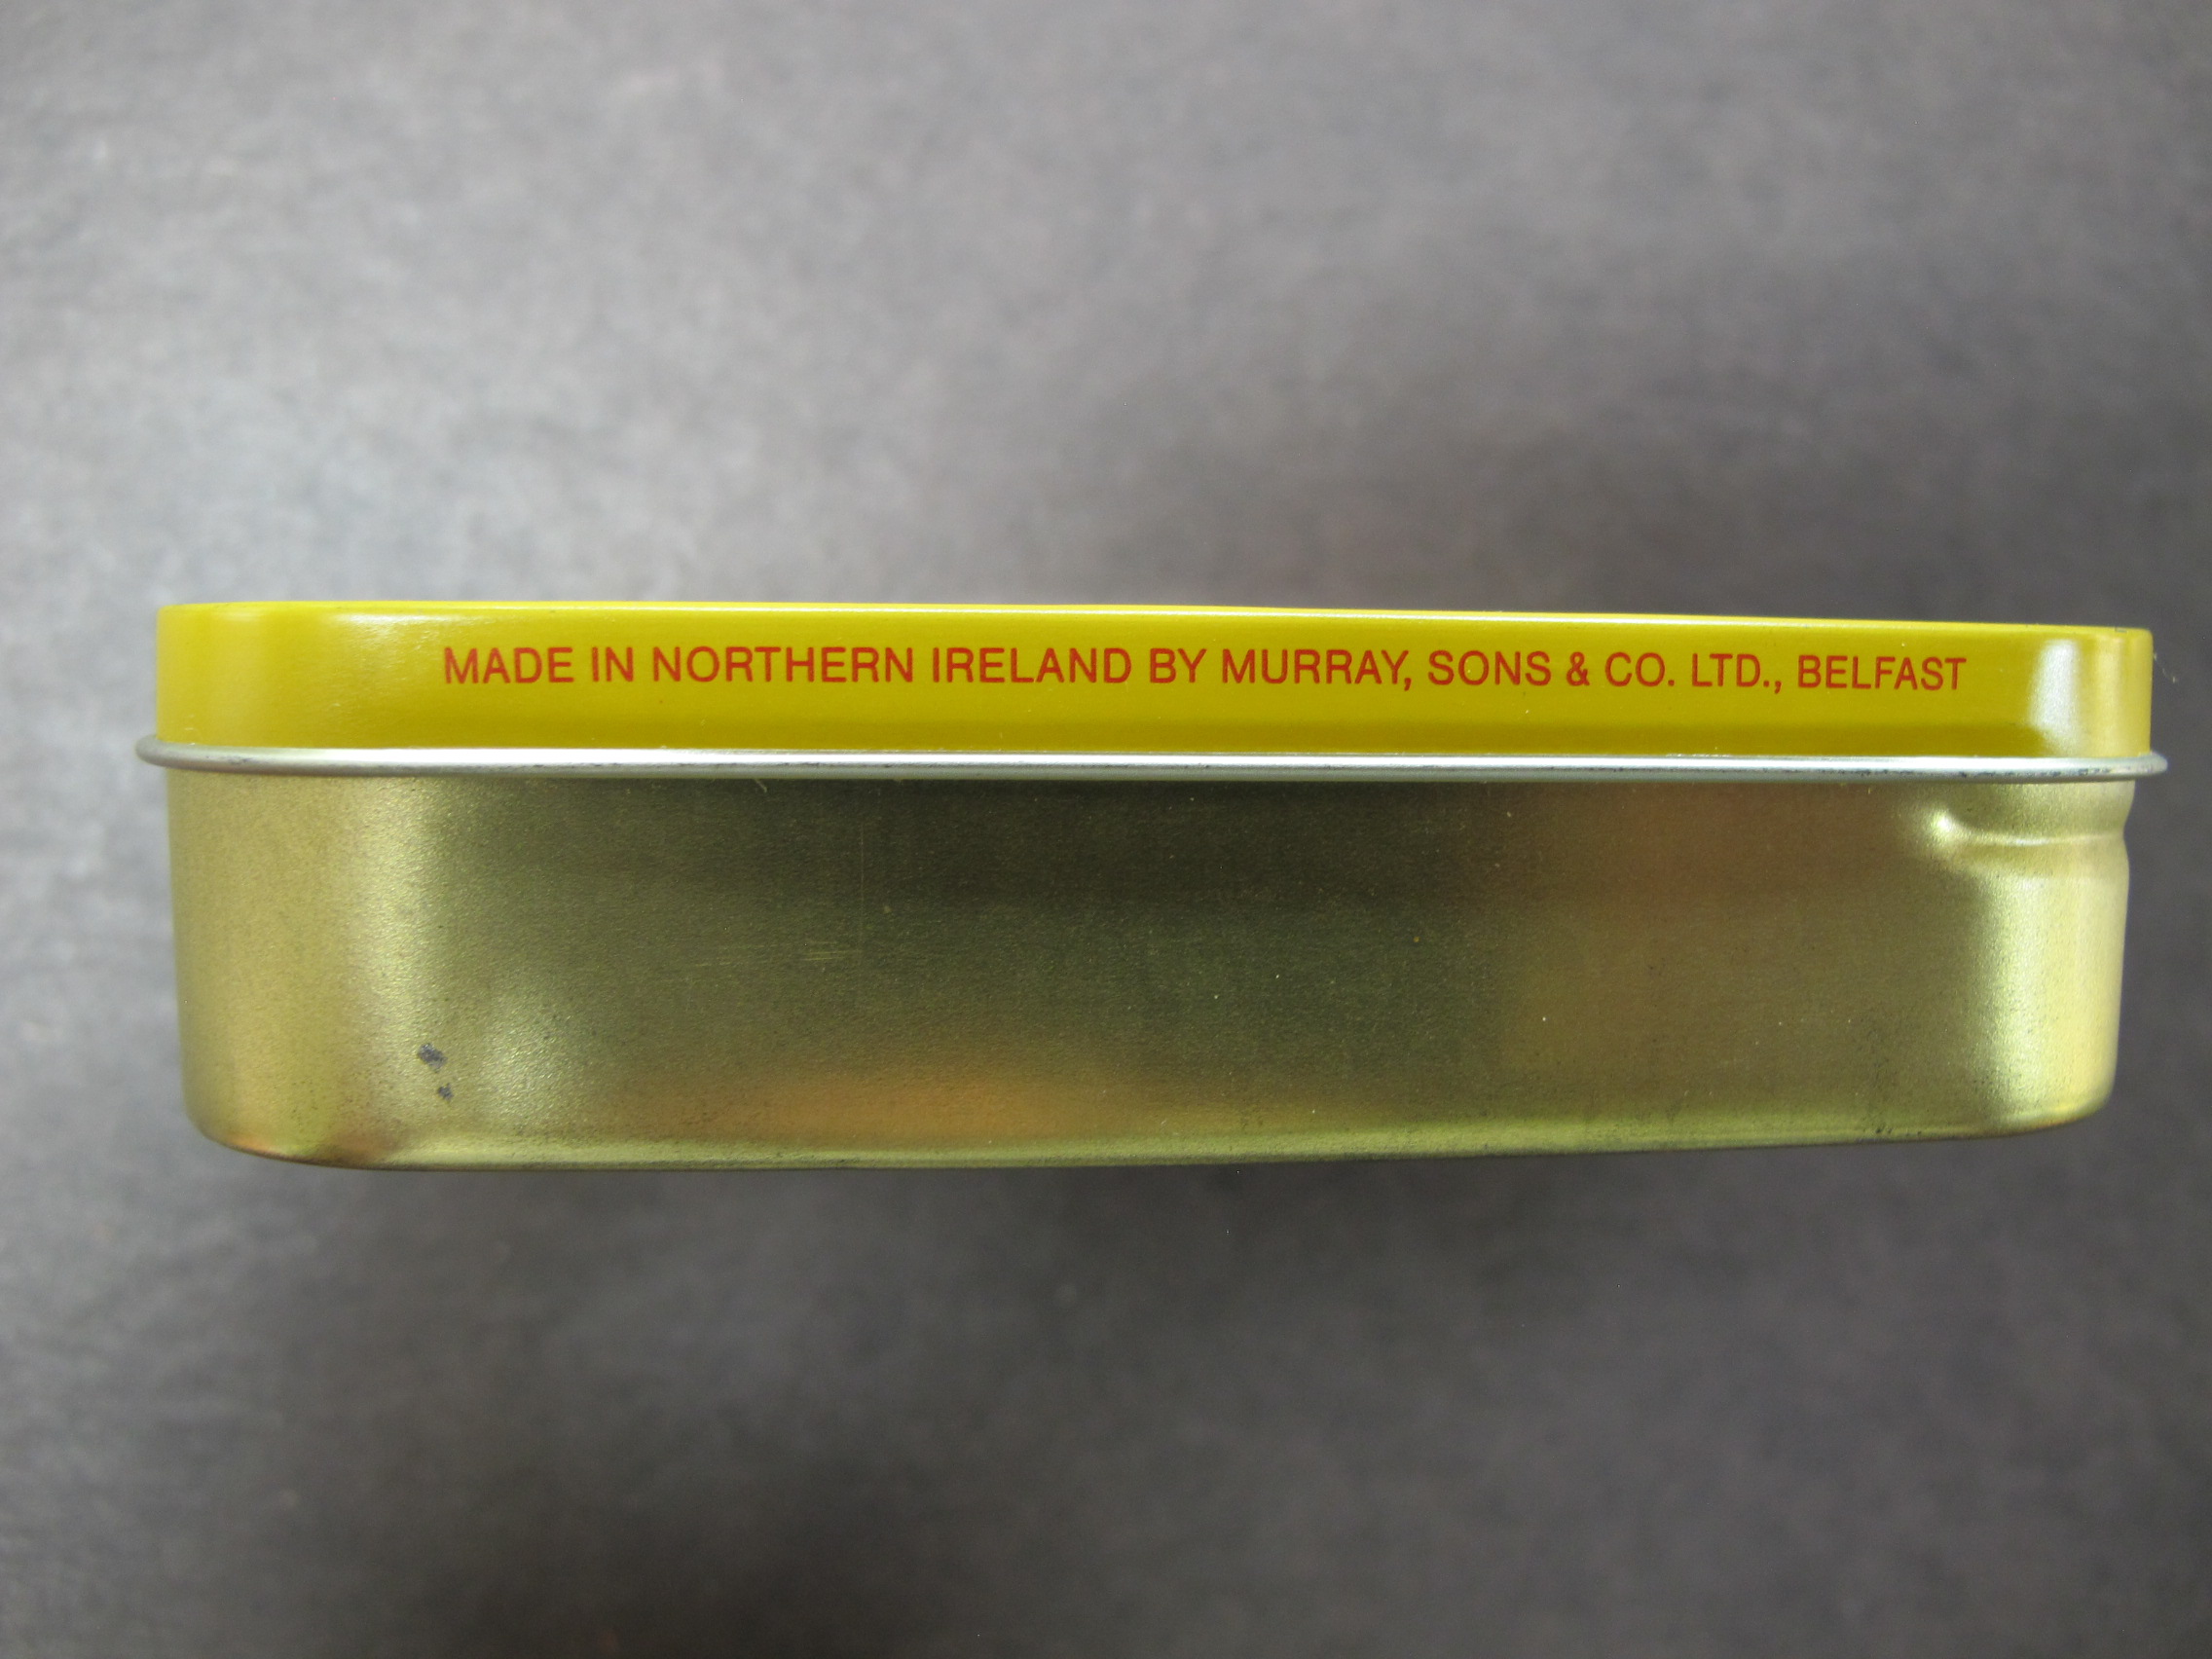 MADE IN NORTHERN IRELAND BY MURRAY, SONS & CO. LTD., BELFAST